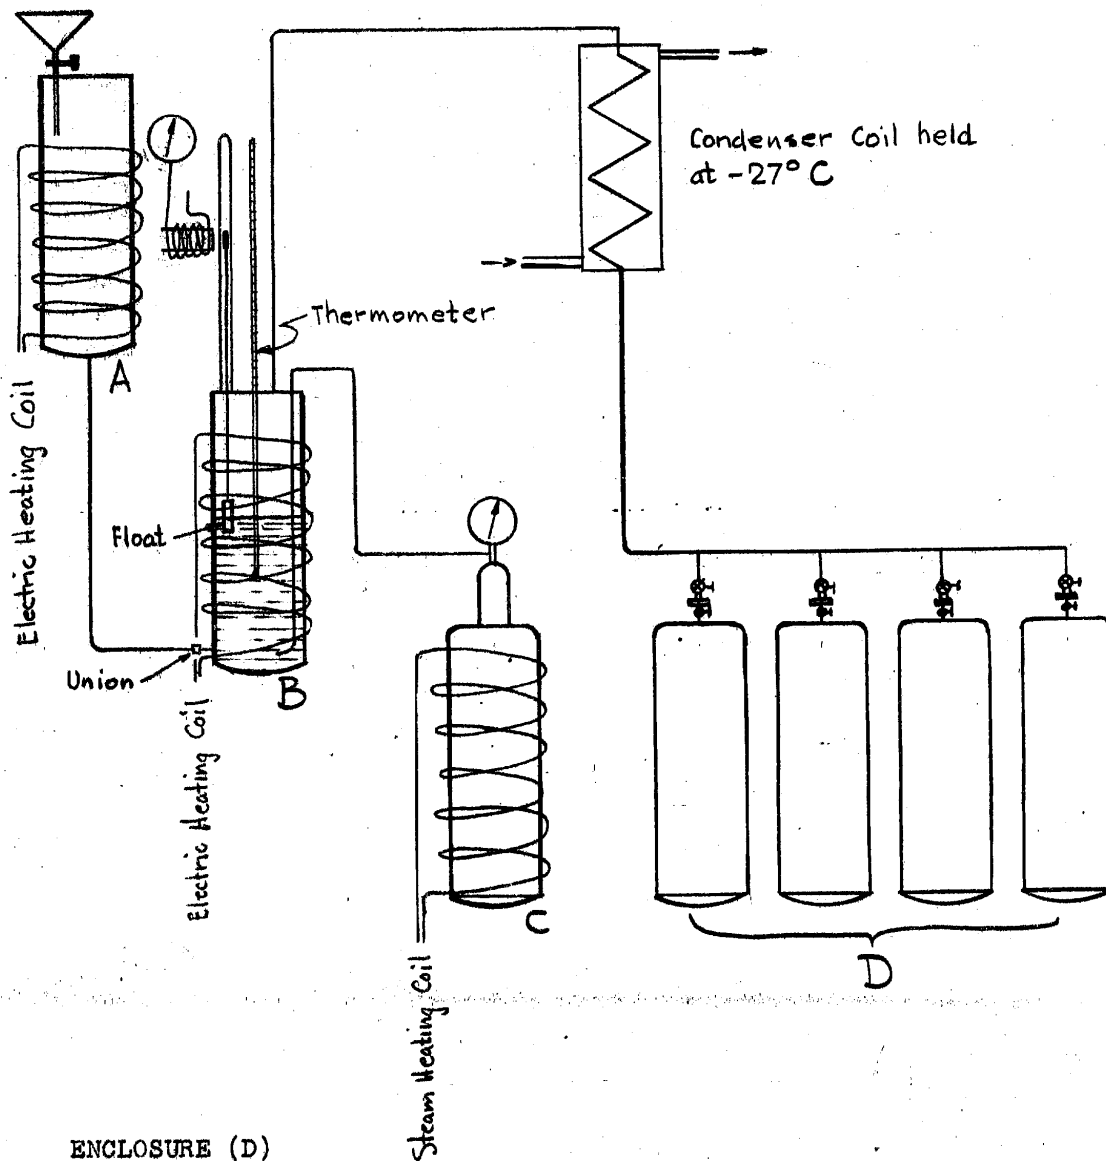 Condenser Coil held
at -27° C
Thermometer
A
Electric Heating Coil
Float
Union
B
Electric Heating Coil
C
D
Steam Heating Coil
ENCLOSURE (D)